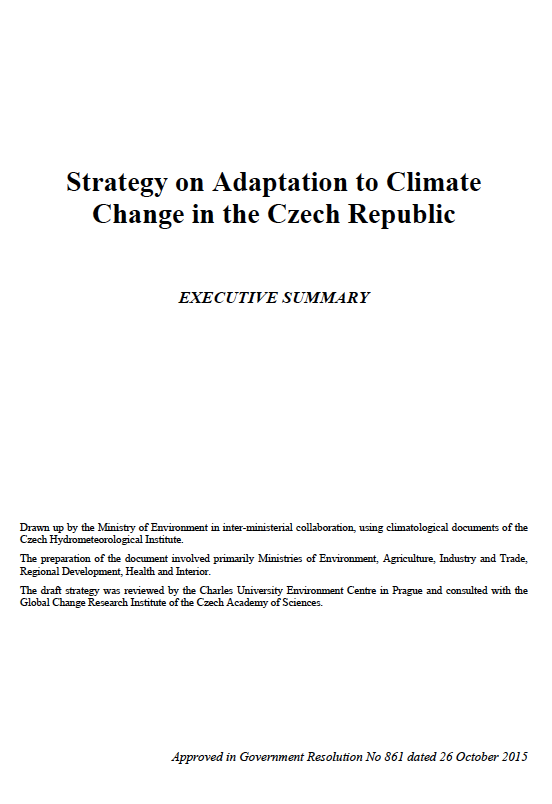 Strategy on Adaptation to Climate
Change in the Czech Republic
EXECUTIVE SUMMARY
Drawn up by the Ministry of Environment in inter-ministerial collaboration, using climatological documents of the
Czech Hydrometeorological Institute.
The preparation of the document involved primarily Ministries of Environment, Agriculture, Industry and Trade,
Regional Development, Health and Interior.
The draft strategy was reviewed by the Charles University Environment Centre in Prague and consulted with the
Global Change Research Institute of the Czech Academy of Sciences.
Approved in Government Resolution No 861 dated 26 October 2015